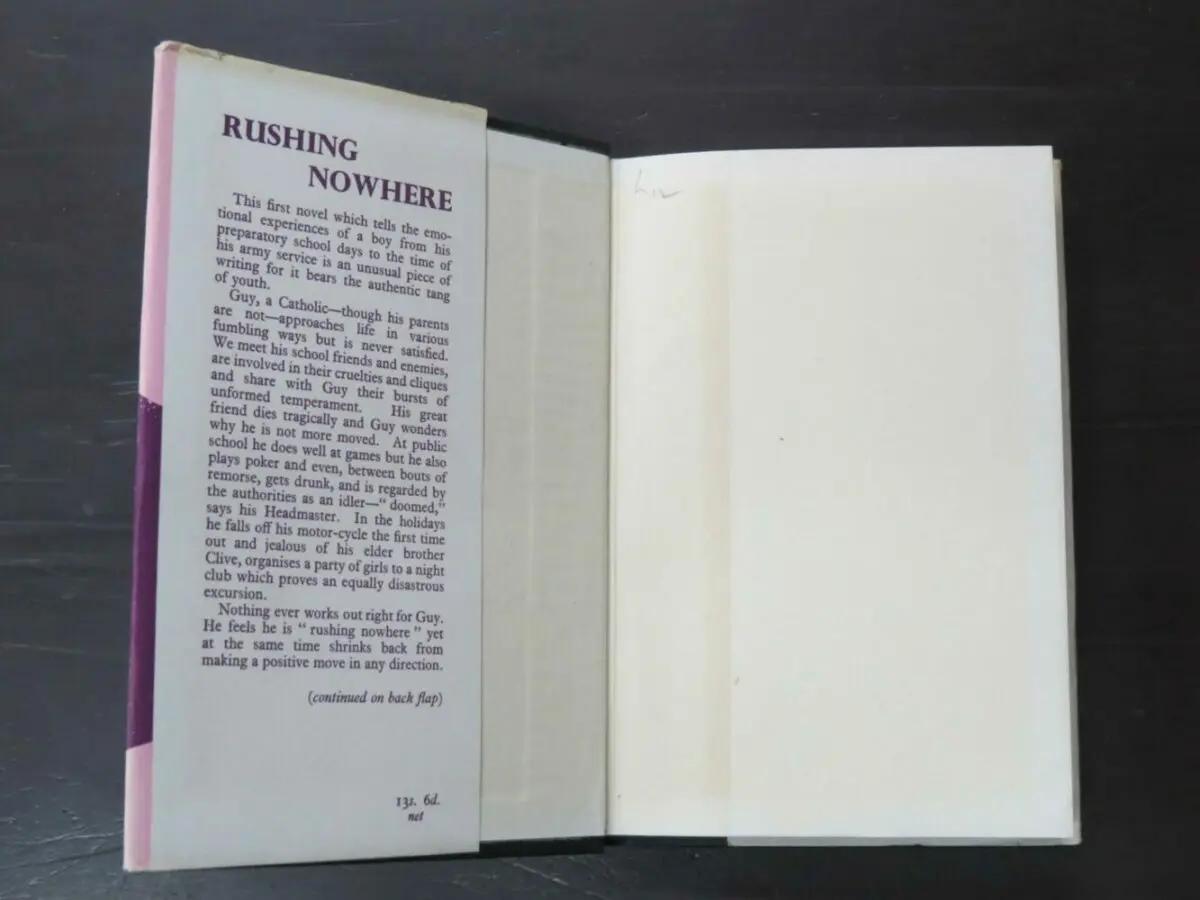 RUSHING
NOWHERE
This first novel which tells the emo-
tional experiences of a boy from his
preparatory school days to the time of
his army service is an unusual piece of
writing for it bears the authentic tang
of youth.
Guy, a Catholic—though his parents
are not—approaches life in various
fumbling ways but is never satisfied.
We meet his school friends and enemies,
are involved in their cruelties and cliques
and share with Guy their bursts of
unformed temperament. His great
friend dies tragically and Guy wonders
why he is not more moved. At public
school he does well at games but he also
plays poker and even, between bouts of
remorse, gets drunk, and is regarded by
the authorities as an idler—" doomed,"
says his Headmaster. In the holidays
he falls off his motor-cycle the first time
out and jealous of his elder brother
Clive, organises a party of girls to a night
club which proves an equally disastrous
excursion.
Nothing ever works out right for Guy.
He feels he is " rushing nowhere " yet
at the same time shrinks back from
making a positive move in any direction.
(continued on back flap)
13s. 6d.
net